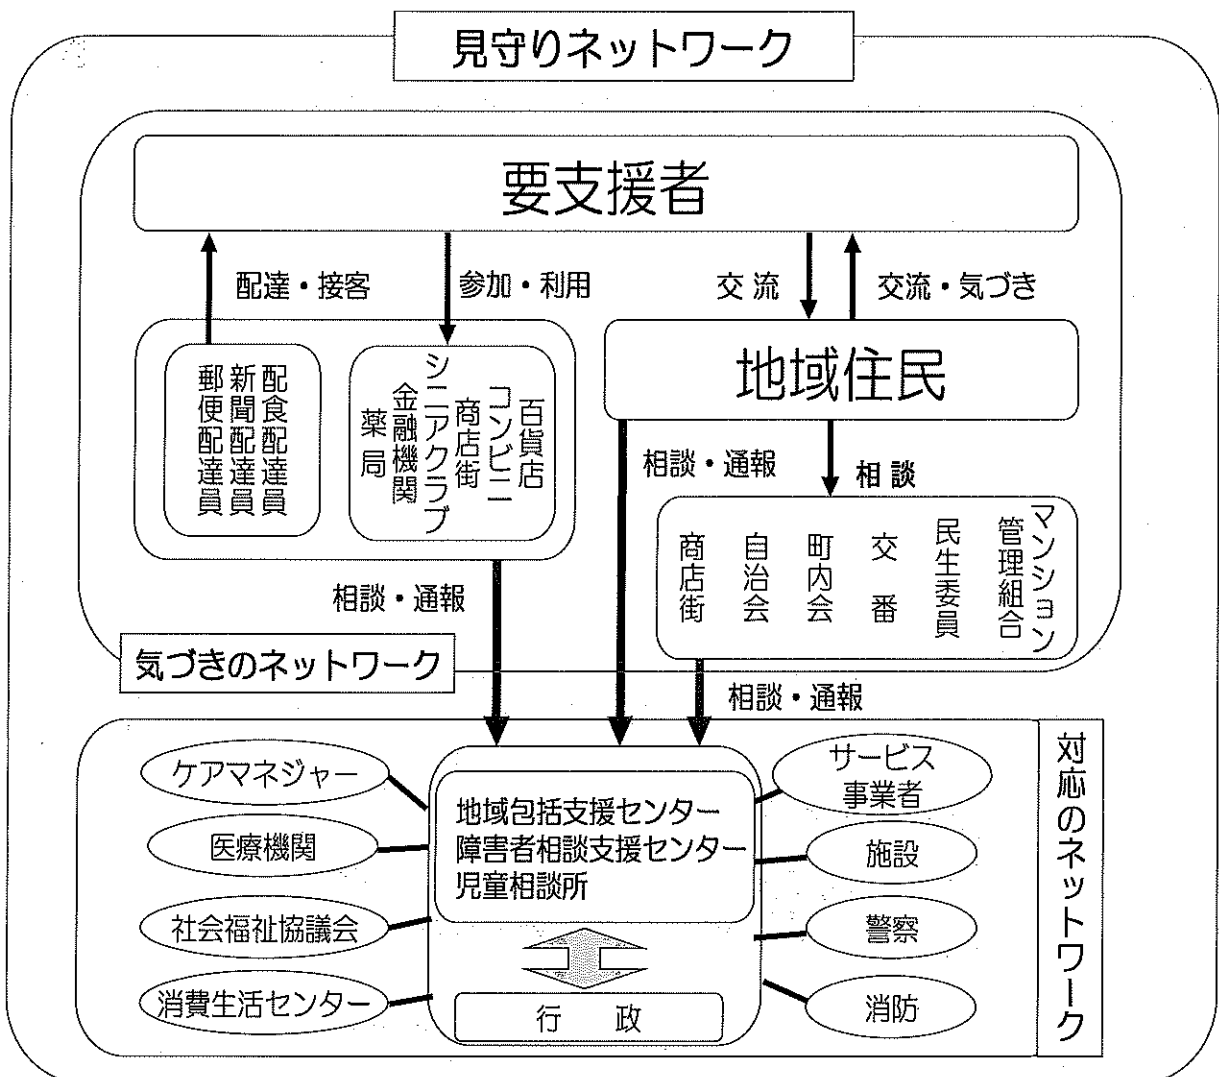 見守りネットワーク
要支援者
配達・接客
参加・利用
交流
交流・気づき
郵便配達員
新聞配達員
配食配達員
薬局
金融機関
シニアクラブ
商店街
コンビニ
百貨店
地域住民
相談・通報
相談
商店街
自治会
町内会
交番
民生委員
マンション
管理組合
相談・通報
気づきのネットワーク
相談・通報
対応のネットワーク
ケアマネジャー
医療機関
社会福祉協議会
消費生活センター
地域包括支援センター
障害者相談支援センター
児童相談所
行政
サービス
事業者
施設
警察
消防